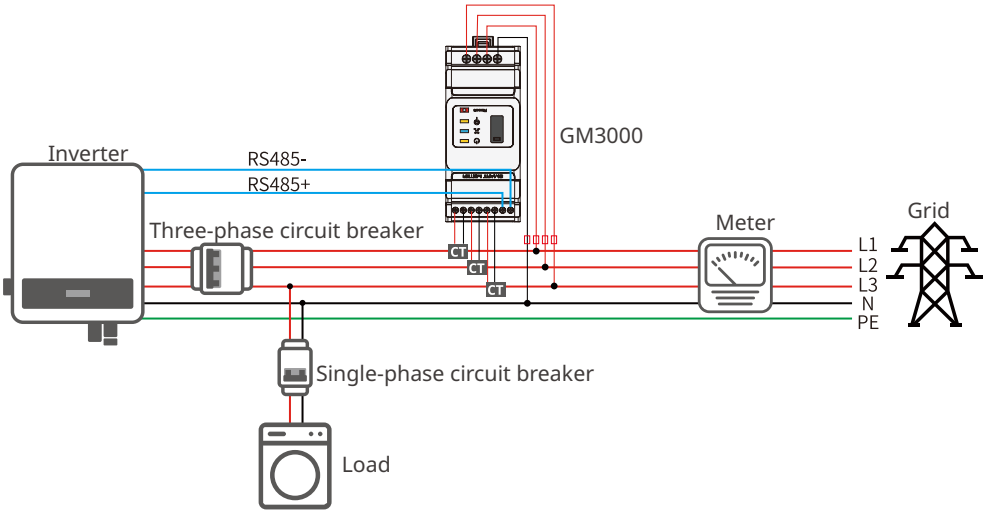 GM3000
Inverter
RS485-
RS485+
Three-phase circuit breaker
CT
CT
CT
Meter
Grid
L1
L2
L3
N
PE
Single-phase circuit breaker
Load